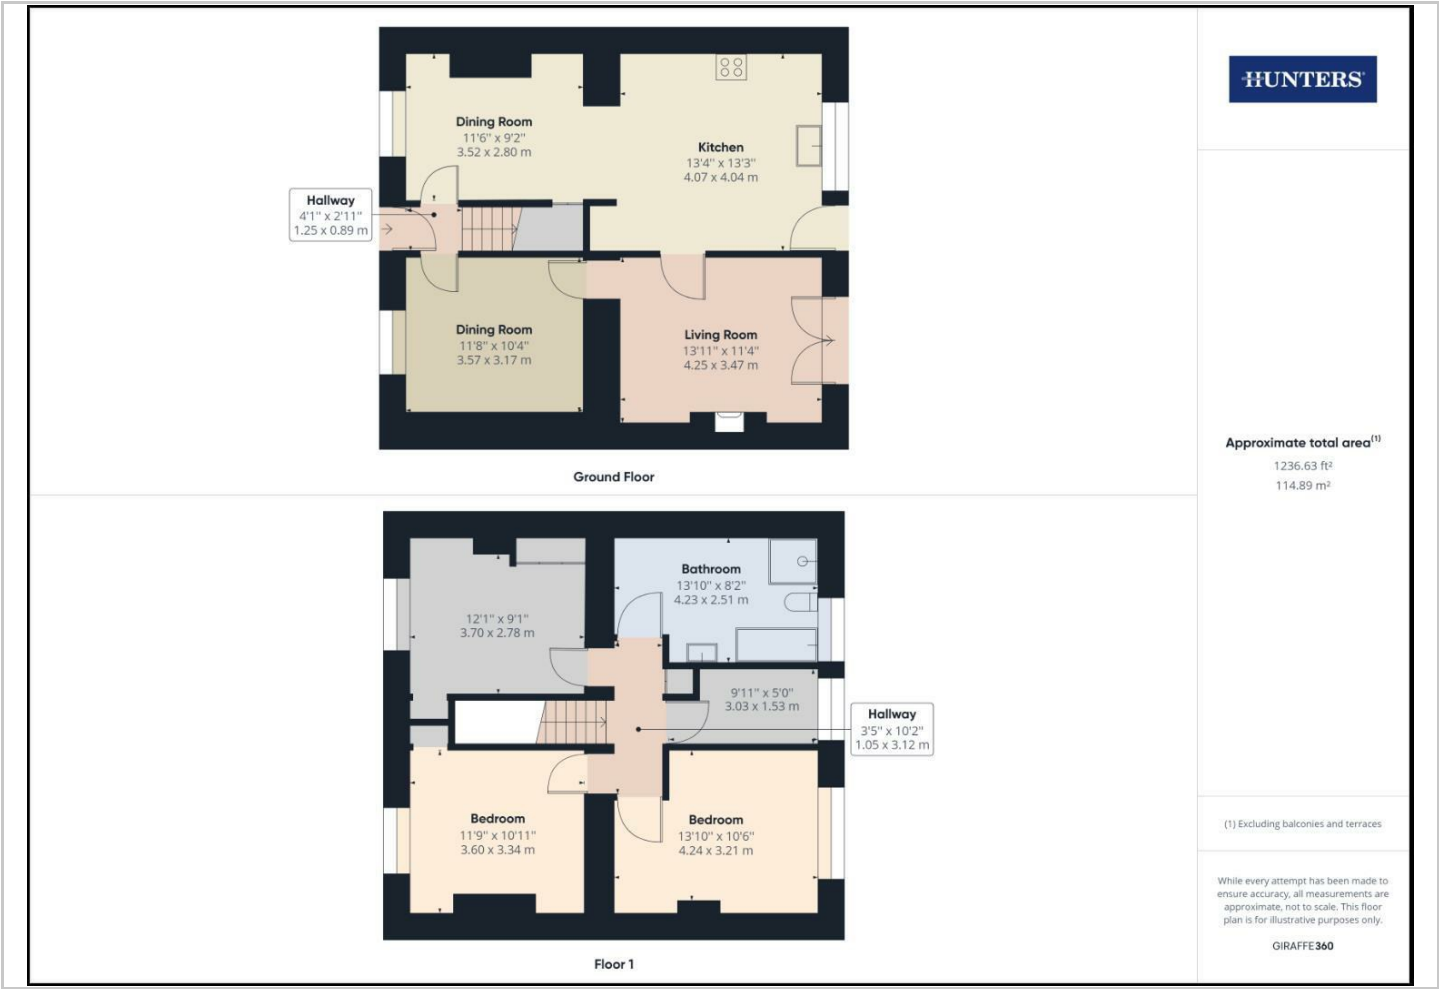 Dining Room
11'6" x 9'2"
3.52 x 2.80 m
Kitchen
13'4" x 13'3"
4.07 x 4.04 m
Hallway
4'1" x 2'11"
1.25 x 0.89 m
Dining Room
11'8" x 10'4"
3.57 x 3.17 m
Living Room
13'11" x 11'4"
4.25 x 3.47 m
Ground Floor
Bathroom
13'10" x 8'2"
4.23 x 2.51 m
12'1" x 9'1"
3.70 x 2.78 m
9'11" x 5'0"
3.03 x 1.53 m
Hallway
3'5" x 10'2"
1.05 x 3.12 m
Bedroom
11'9" x 10'11"
3.60 x 3.34 m
Bedroom
13'10" x 10'6"
4.24 x 3.21 m
Floor 1
HUNTERS
Approximate total area(1)
1236.63 ft²
114.89 m²
(1) Excluding balconies and terraces
While every attempt has been made to
ensure accuracy, all measurements are
approximate, not to scale. This floor
plan is for illustrative purposes only.
GIRAFFE360